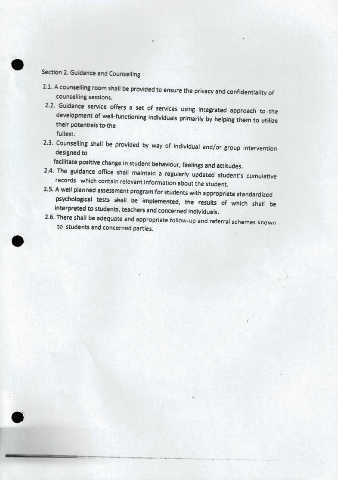 Section 2. Guidance and Counselling
2.1. A counselling room shall be provided to ensure the privacy and confidentiality of
counselling sessions.
2.2. Guidance service offers a set of services using integrated approach to the
development of well-functioning individuals primarily by helping them to utilize
their potentials to the
fullest.
2.3. Counselling shall be provided by way of individual and/or group intervention
designed to
facilitate positive change in student behaviour, feelings and attitudes.
2.4. The guidance office shall maintain a regularly updated student's cumulative
records which contain relevant information about the student.
2.5. A well planned assessment program for students with appropriate standardized
psychological tests shall be implemented, the results of which shall be
interpreted to students, teachers and concerned individuals.
2.6. There shall be adequate and appropriate follow-up and referral schemes known
to students and concerned parties.